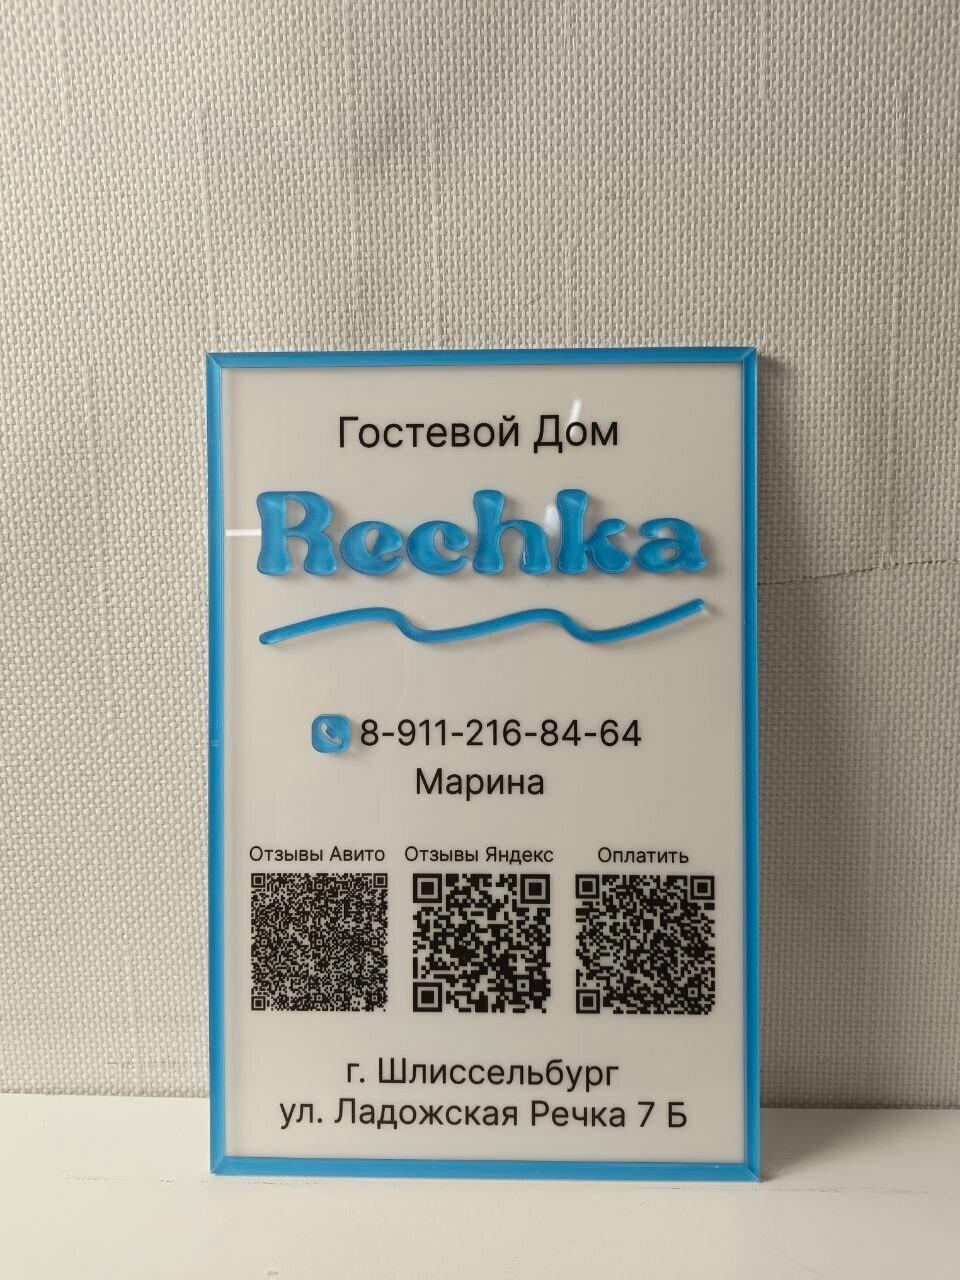 Гостевой Дом
Rechka
8-911-216-84-64
Марина
Отзывы Авито Отзывы Яндекс Оплатить
г. Шлиссельбург
ул. Ладожская Речка 7 Б